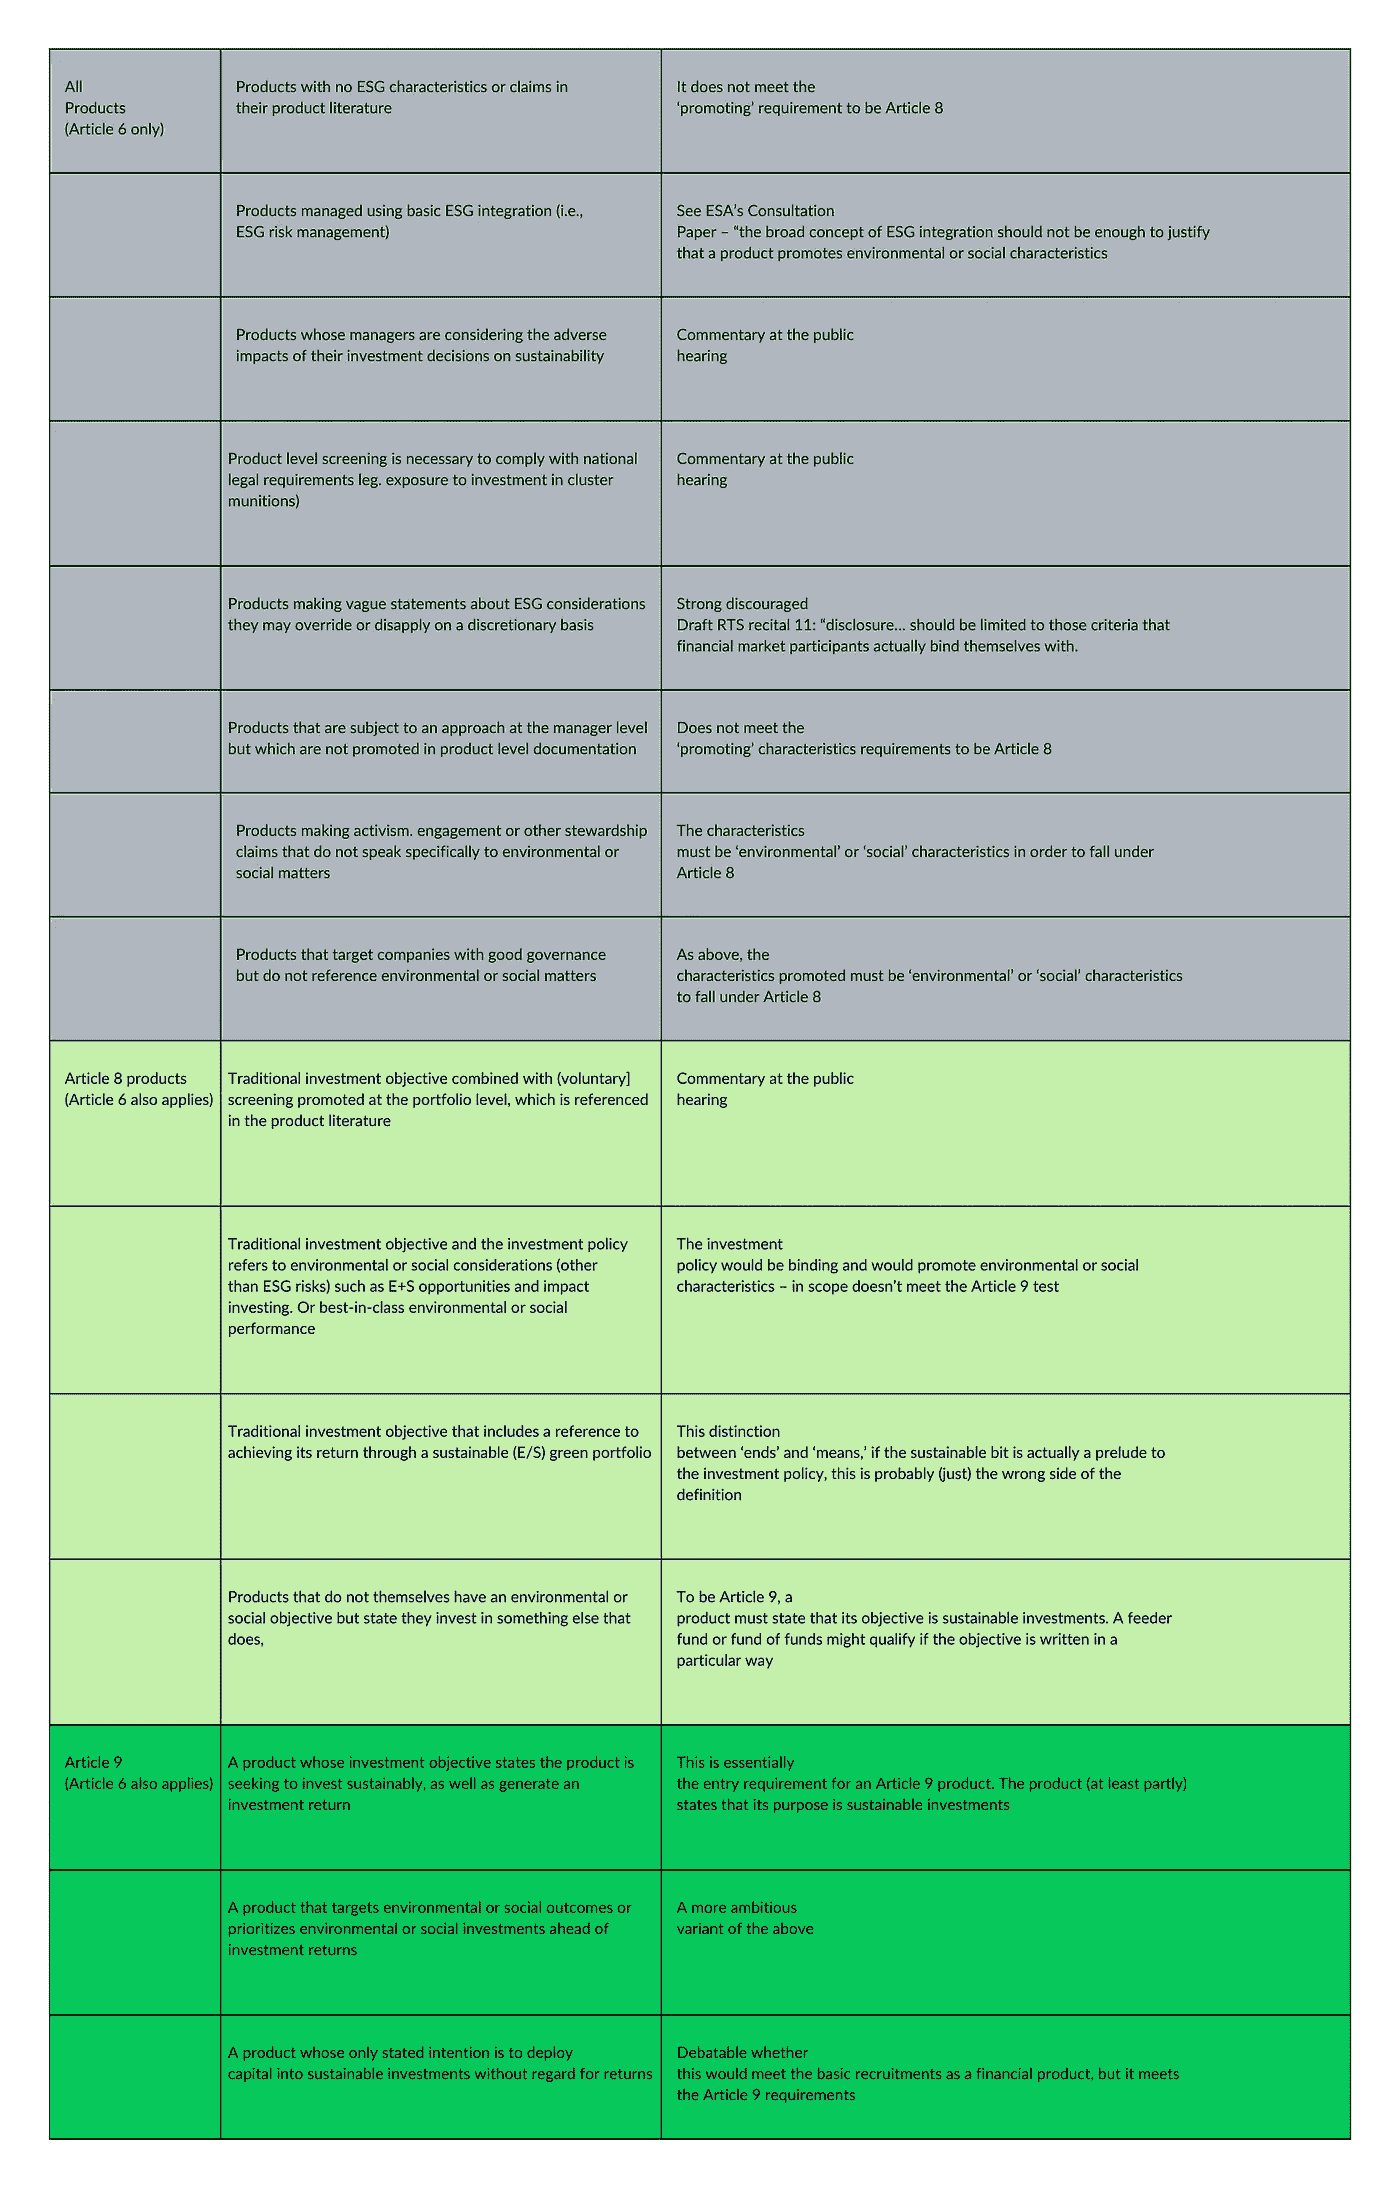 All
Products
(Article 6 only)
Products with no ESG characteristics or claims in
their product literature
It does not meet the
‘promoting’ requirement to be Article 8
Products managed using basic ESG integration (i.e.,
ESG risk management)
See ESA’s Consultation
Paper – “the broad concept of ESG integration should not be enough to justify
that a product promotes environmental or social characteristics
Products whose managers are considering the adverse
impacts of their investment decisions on sustainability
Commentary at the public
hearing
Product level screening is necessary to comply with national
legal requirements leg. exposure to investment in cluster
munitions)
Commentary at the public
hearing
Products making vague statements about ESG considerations
they may override or disapply on a discretionary basis
Strong discouraged
Draft RTS recital 11: “disclosure... should be limited to those criteria that
financial market participants actually bind themselves with.
Products that are subject to an approach at the manager level
but which are not promoted in product level documentation
Does not meet the
‘promoting’ characteristics requirements to be Article 8
Products making activism. engagement or other stewardship
claims that do not speak specifically to environmental or
social matters
The characteristics
must be ‘environmental’ or ‘social’ characteristics in order to fall under
Article 8
Products that target companies with good governance
but do not reference environmental or social matters
As above, the
characteristics promoted must be ‘environmental’ or ‘social’ characteristics
to fall under Article 8
Article 8 products
(Article 6 also applies)
Traditional investment objective combined with (voluntary]
screening promoted at the portfolio level, which is referenced
in the product literature
Commentary at the public
hearing
Traditional investment objective and the investment policy
refers to environmental or social considerations (other
than ESG risks) such as E+S opportunities and impact
investing. Or best-in-class environmental or social
performance
The investment
policy would be binding and would promote environmental or social
characteristics – in scope doesn’t meet the Article 9 test
Traditional investment objective that includes a reference to
achieving its return through a sustainable (E/S) green portfolio
This distinction
between ‘ends’ and ‘means,’ if the sustainable bit is actually a prelude to
the investment policy, this is probably (just) the wrong side of the
definition
Products that do not themselves have an environmental or
social objective but state they invest in something else that
does,
To be Article 9, a
product must state that its objective is sustainable investments. A feeder
fund or fund of funds might qualify if the objective is written in a
particular way
Article 9
(Article 6 also applies)
A product whose investment objective states the product is
seeking to invest sustainably, as well as generate an
investment return
This is essentially
the entry requirement for an Article 9 product. The product (at least partly)
states that its purpose is sustainable investments
A product that targets environmental or social outcomes or
prioritizes environmental or social investments ahead of
investment returns
A more ambitious
variant of the above
A product whose only stated intention is to deploy
capital into sustainable investments without regard for returns
Debatable whether
this would meet the basic recruitments as a financial product, but it meets
the Article 9 requirements